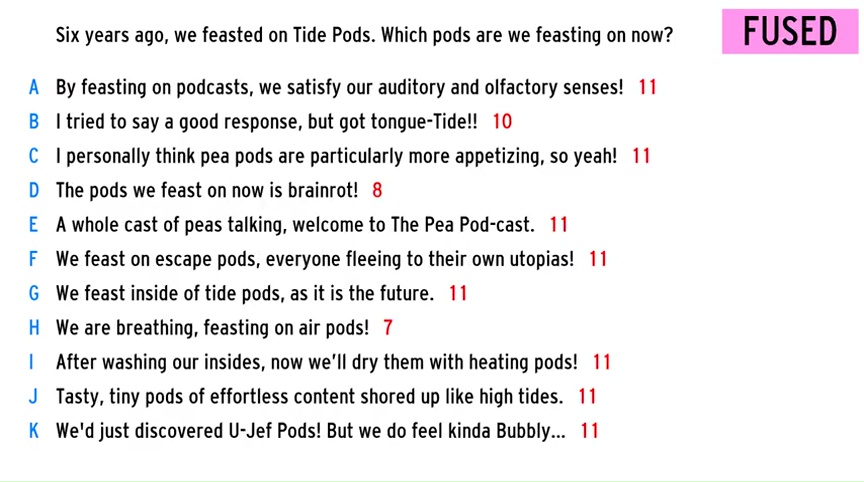 Six years ago, we feasted on Tide Pods. Which pods are we feasting on now? FUSED
A By feasting on podcasts, we satisfy our auditory and olfactory senses! 11
B I tried to say a good response, but got tongue-Tide!! 10
C I personally think pea pods are particularly more appetizing, so yeah! 11
D The pods we feast on now is brainrot! 8
E A whole cast of peas talking, welcome to The Pea Pod-cast. 11
F We feast on escape pods, everyone fleeing to their own utopias! 11
G We feast inside of tide pods, as it is the future. 11
H We are breathing, feasting on air pods! 7
I After washing our insides, now we'll dry them with heating pods! 11
J Tasty, tiny pods of effortless content shored up like high tides. 11
K We'd just discovered U-Jef Pods! But we do feel kinda Bubbly... 11